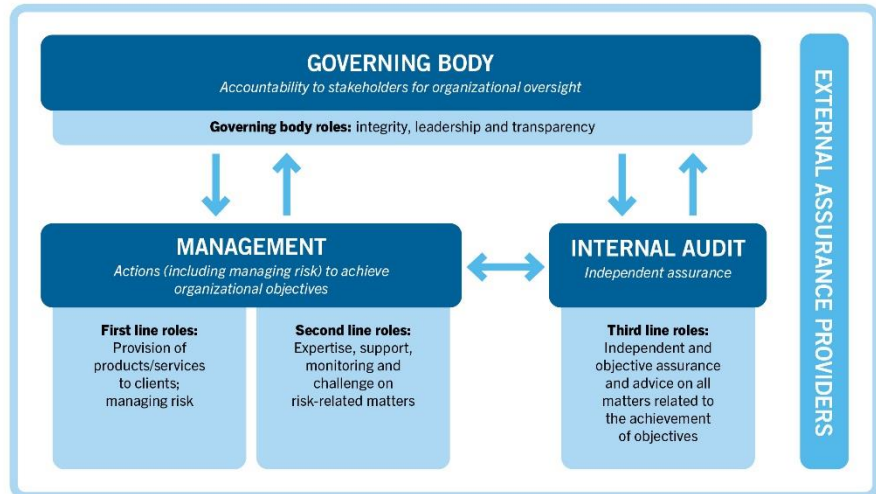 GOVERNING BODY
Accountability to stakeholders for organizational oversight
Governing body roles: integrity, leadership and transparency
MANAGEMENT
Actions (including managing risk) to achieve
organizational objectives
INTERNAL AUDIT
Independent assurance
First line roles:
Provision of
products/services
to clients;
managing risk
Second line roles:
Expertise, support,
monitoring and
challenge on
risk-related matters
Third line roles:
Independent and
objective assurance
and advice on all
matters related to
the achievement
of objectives
EXTERNAL ASSURANCE PROVIDERS